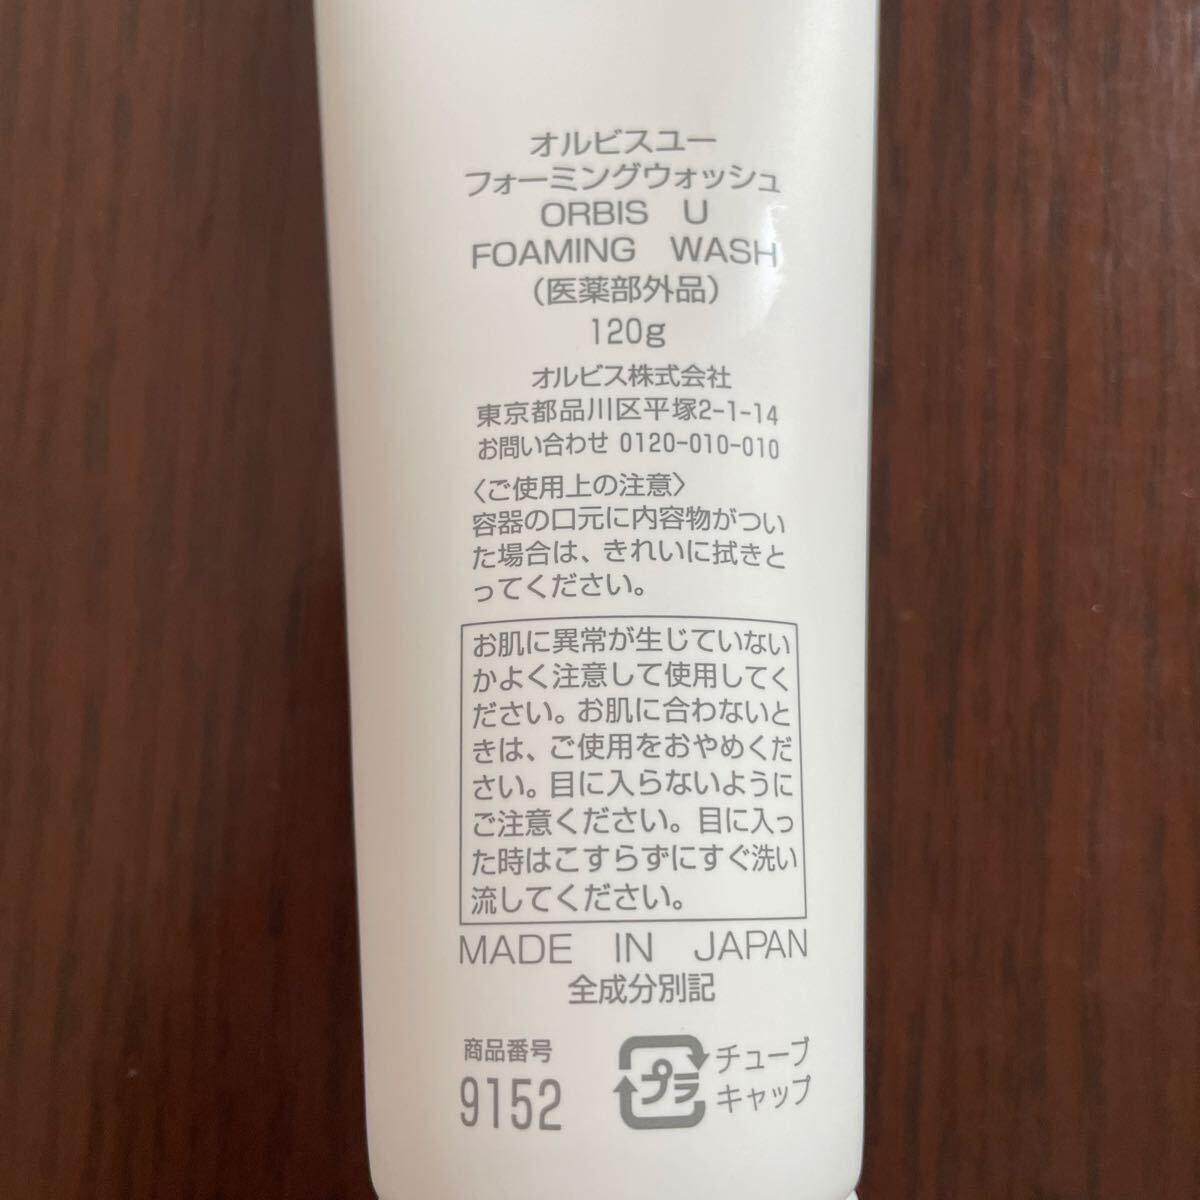 オルビスユー
フォーミングウォッシュ
ORBIS U
FOAMING WASH
(医薬部外品)
120g
オルビス株式会社
東京都品川区平塚2-1-14
お問い合わせ 0120-010-010
〈ご使用上の注意〉
容器の口元に内容物がつい
た場合は、きれいに拭きと
ってください。
お肌に異常が生じていない
かよく注意して使用してく
ださい。お肌に合わないと
きは、ご使用をおやめくだ
さい。目に入らないように
ご注意ください。目に入っ
た時はこすらずにすぐ洗い
流してください。
MADE IN JAPAN
全成分別記
商品番号
9152
プラ
チューブ
キャップ